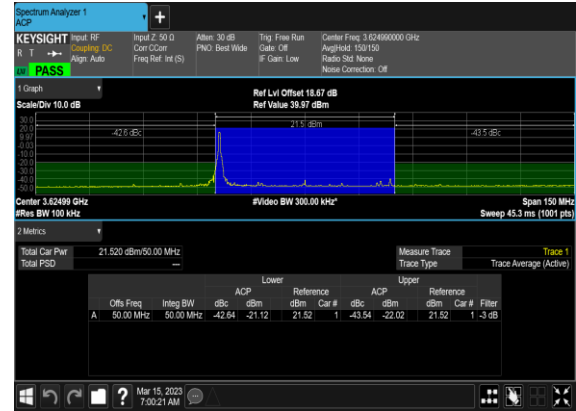 Spectrum Analyzer 1
ACP
+
KEYSIGHT
R T
LU PASS
Input: RF
Coupling: DC
Align: Auto
Input Z: 50 Ω
Corr CCorr
Freq Ref: Int (S)
Atten: 30 dB
PNO: Best Wide
Trig: Free Run
Gate: Off
IF Gain: Low
Center Freq: 3.624990000 GHz
Avg|Hold: 150/150
Radio Std: None
Noise Correction: Off
1 Graph
Scale/Div 10.0 dB
Ref Lvl Offset 18.67 dB
Ref Value 39.97 dBm
30.0
20.0
9.97
-0.03
-10.0
-20.0
-30.0
-40.0
-50.0
-42.6 dBc
21.5 dBm
-43.5 dBc
Center 3.62499 GHz
#Res BW 100 kHz
#Video BW 300.00 kHz*
Span 150 MHz
Sweep 45.3 ms (1001 pts)
2 Metrics
Total Car Pwr 21.520 dBm/50.00 MHz
Total PSD ---
Measure Trace Trace 1
Trace Type Trace Average (Active)
Lower Upper
ACP Reference ACP Reference
Offs Freq Integ BW dBc dBm dBm Car # dBc dBm dBm Car # Filter
A 50.00 MHz 50.00 MHz -42.64 -21.12 21.52 1 -43.54 -22.02 21.52 1 -3 dB
?
Mar 15, 2023
7:00:21 AM